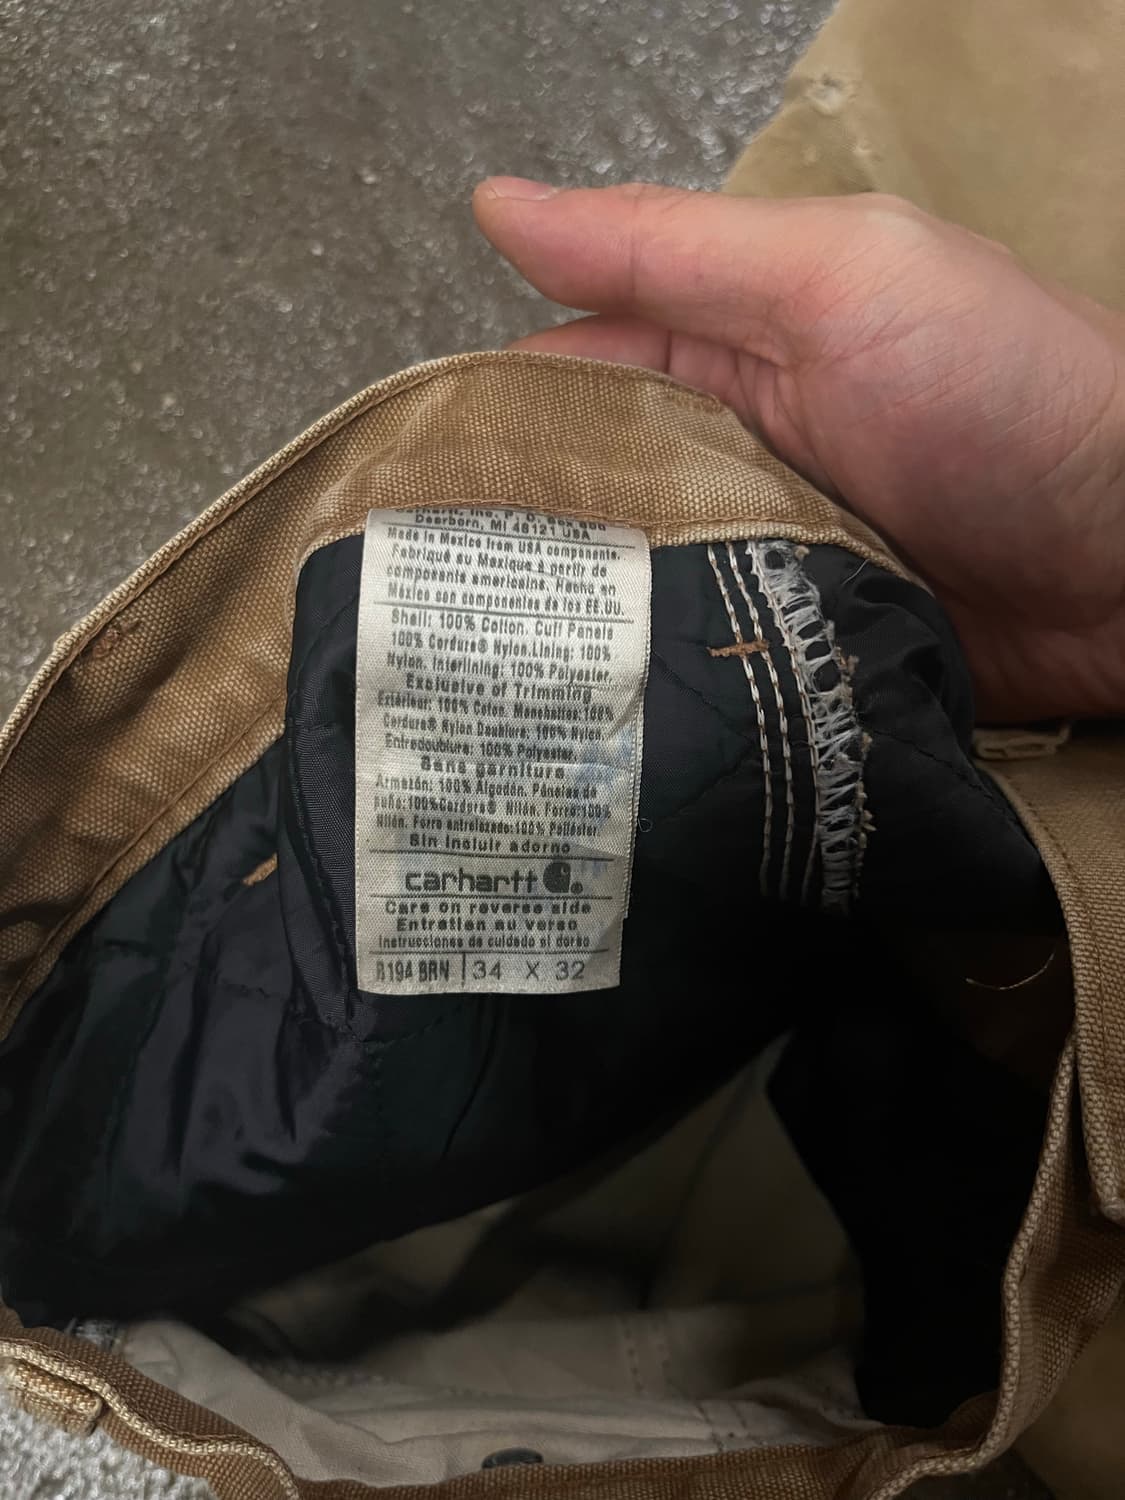 Dearborn, MI 48121 USA
Made in Mexico from USA components.
Fabriqué au Mexique à partir de
composants americains. Hecho en
México con componentes de los EE.UU.
Shell: 100% Cotton. Cuff Panels
100% Cordura® Nylon.Lining: 100%
Nylon. Interlining: 100% Polyester.
Exclusive of Trimming
Extérieur: 100% Coton. Manchettes:100%
Cordura® Nylon Doublure: 100% Nylon.
Entredoublure: 100% Polyester.
Sans garniture
Armazón: 100% Algodón. Páneles de
puño:100%Cordura® Nilón. Forro:100%
Nilón. Forro entrelazado:100% Poliéster.
Sin incluir adorno
carhartt ®
Care on reverse side
Entretien au verso
Instrucciones de cuidado al dorso
R194 BRN 34 X 32